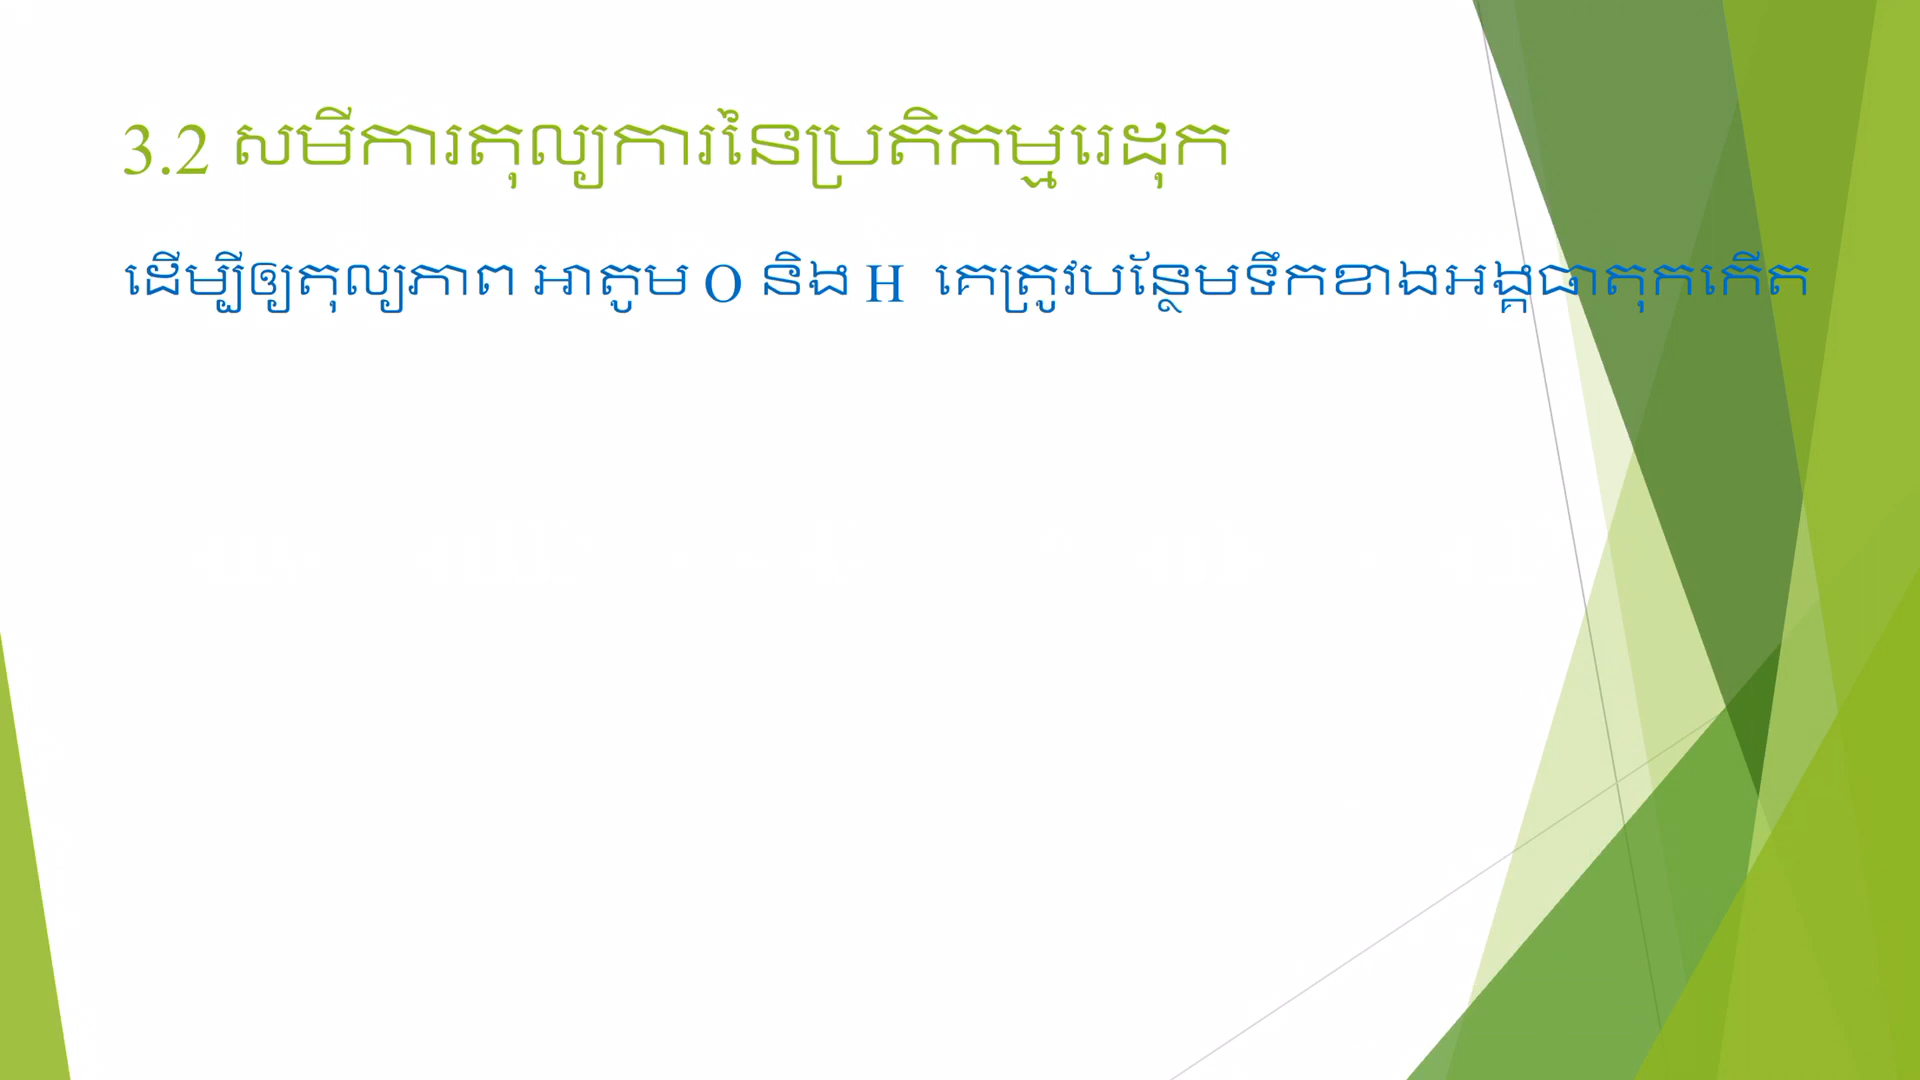 3.2 សមីការតុល្យការនៃប្រតិកម្មរេដុក
ដើម្បីឲ្យតុល្យភាព អាតូម O និង H គេត្រូវបន្ថែមទឹកខាងអង្គធាតុកកើត